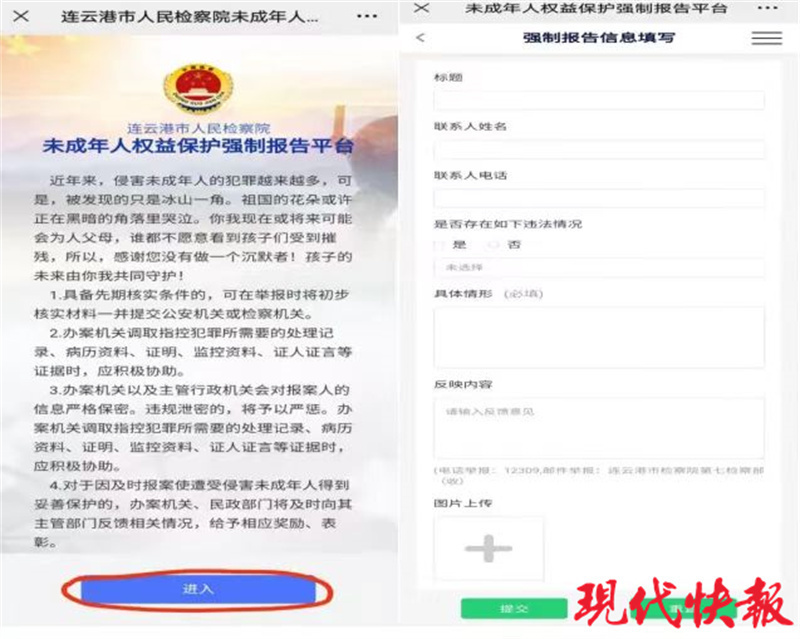 连云港市人民检察院未成年人...
连云港市人民检察院
未成年人权益保护强制报告平台
近年来，侵害未成年人的犯罪越来越多，可
是，被发现的只是冰山一角。祖国的花朵或许
正在黑暗的角落里哭泣。你我现在或将来可能
会为人父母，谁都不愿意看到孩子们受到摧
残，所以，感谢您没有做一个沉默者！孩子的
未来由你我共同守护！
1.具备先期核实条件的，可在举报时将初步
核实材料一并提交公安机关或检察机关。
2.办案机关调取指控犯罪所需要的处理记
录、病历资料、证明、监控资料、证人证言等
证据时，应积极协助。
3.办案机关以及主管行政机关会对报案人的
信息严格保密。违规泄密的，将予以严惩。办
案机关调取指控犯罪所需要的处理记录、病历
资料、证明、监控资料、证人证言等证据时，
应积极协助。
4.对于因及时报案使遭受侵害未成年人得到
妥善保护的，办案机关、民政部门将及时向其
主管部门反馈相关情况，给予相应奖励、表
彰。
进入
未成年人权益保护强制报告平台
强制报告信息填写
标题
联系人姓名
联系人电话
是否存在如下违法情况
是 否
未选择
具体情形 (必填)
反映内容
请输入反馈意见
(电话举报：12309,邮件举报：连云港市检察院第七检察部
（收）
图片上传
提交
现代快報